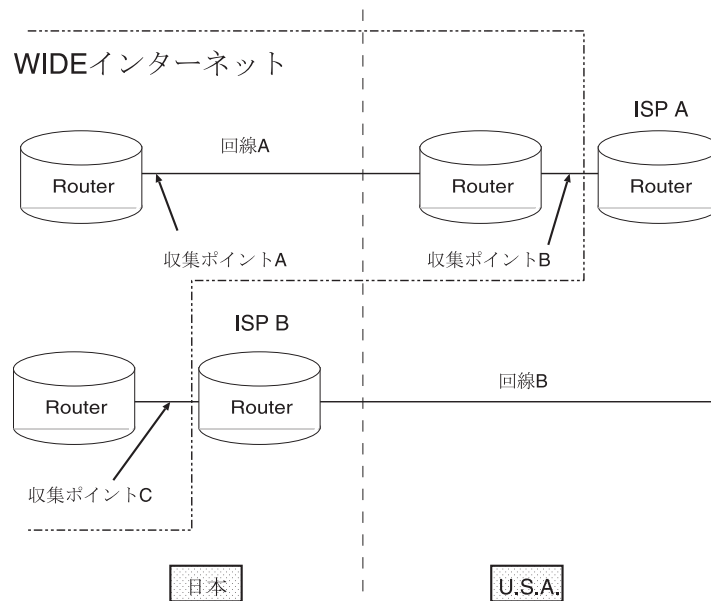 WIDEインターネット
ISP A
回線A
Router
Router
Router
収集ポイントA
収集ポイントB
ISP B
回線B
Router
Router
収集ポイントC
日本
U.S.A.